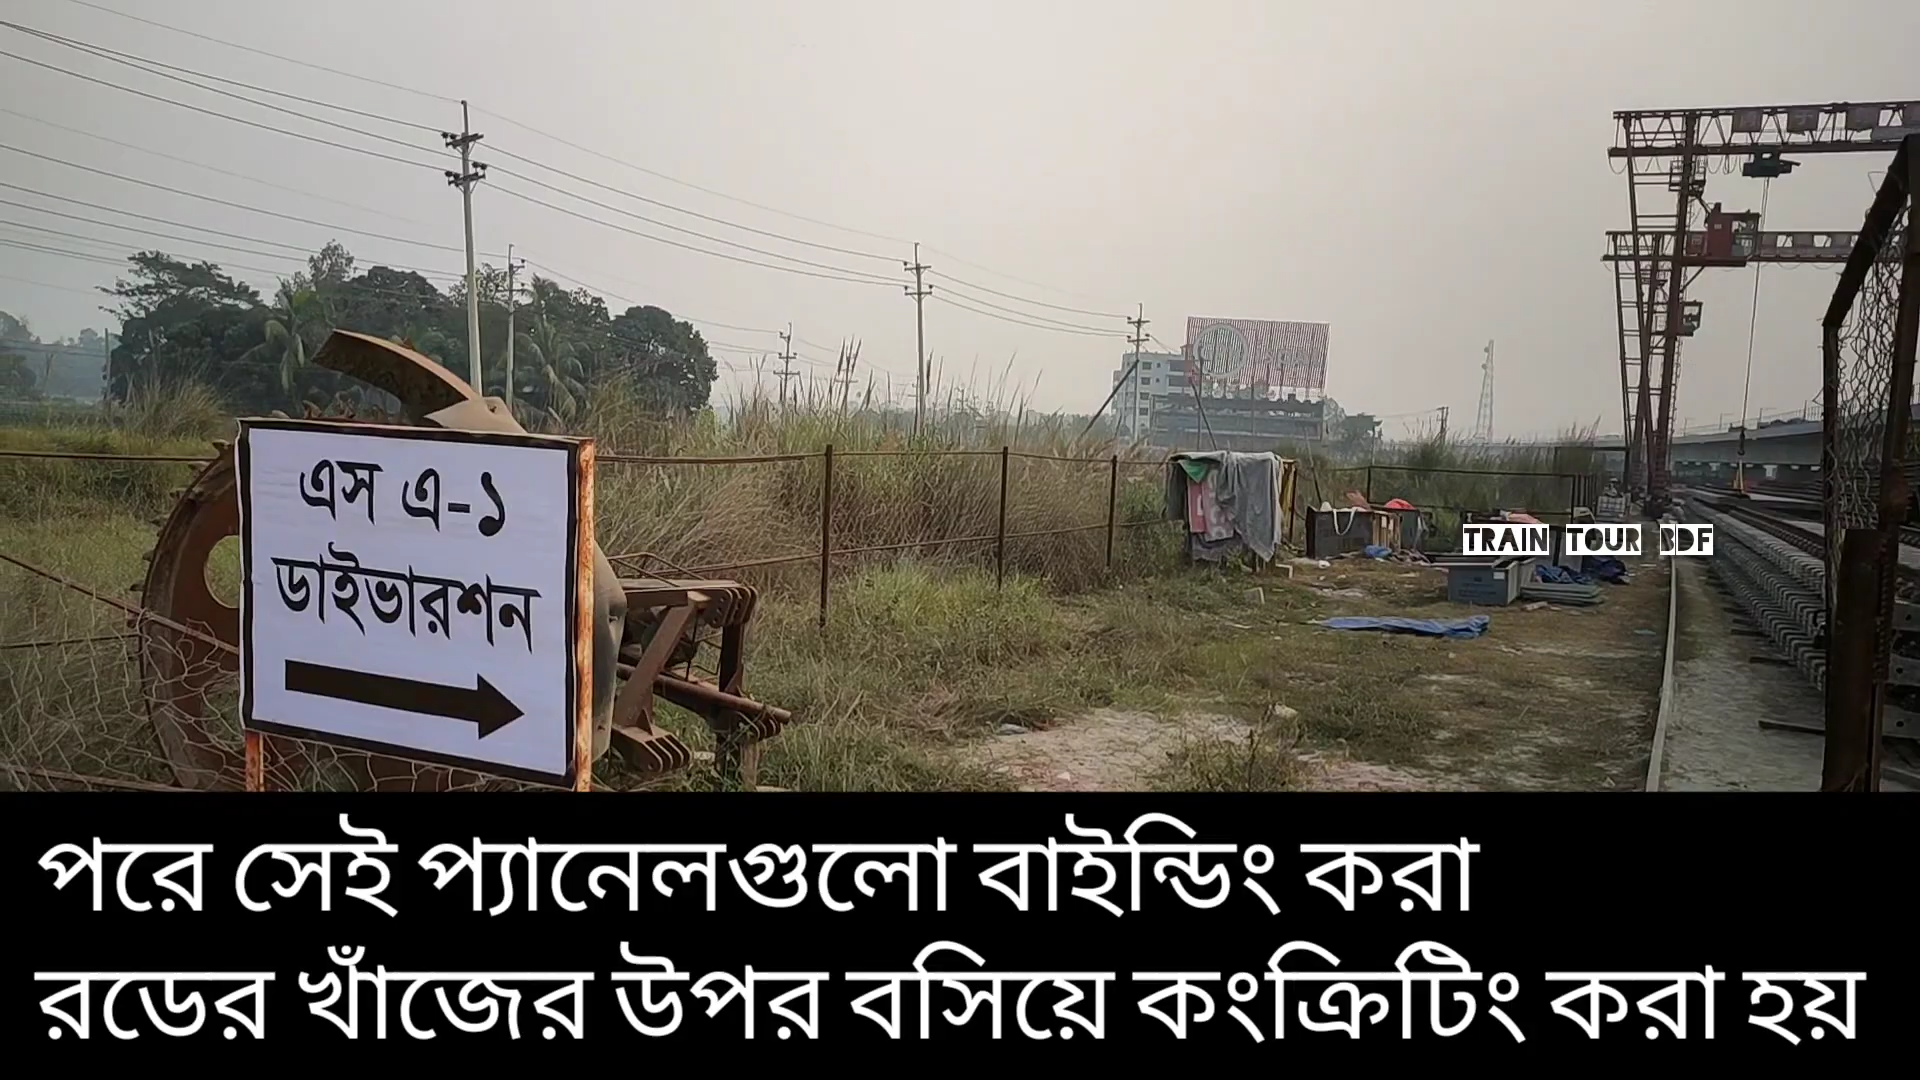 এস এ-১
ডাইভারশন
TRAIN TOUR BDF
পরে সেই প্যানেলগুলো বাইন্ডিং করা
রডের খাঁজের উপর বসিয়ে কংক্রিটিং করা হয়